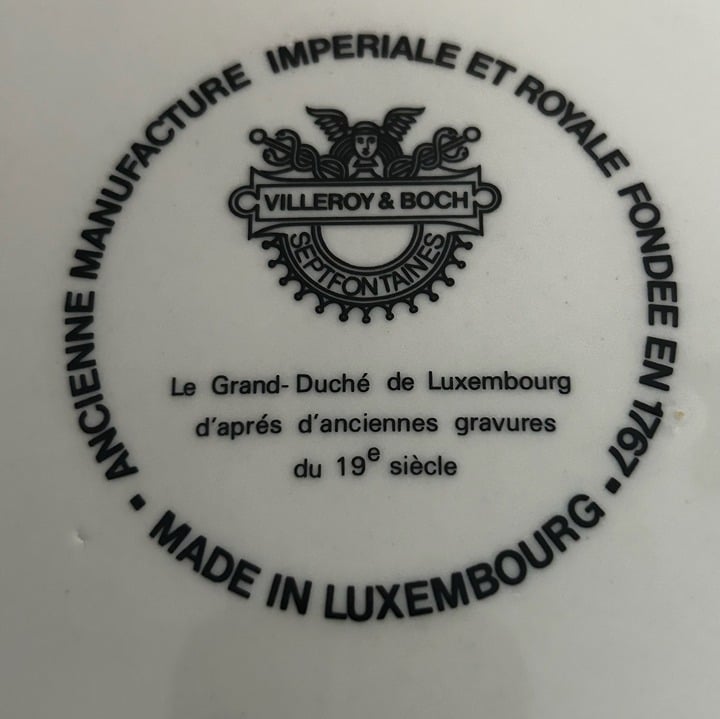 ANCIENNE MANUFACTURE IMPERIALE ET ROYALE FONDEE EN 1767
VILLEROY & BOCH
SEPTFONTAINES
Le Grand-Duché de Luxembourg
d'aprés d'anciennes gravures
du 19e siècle
• MADE IN LUXEMBOURG •